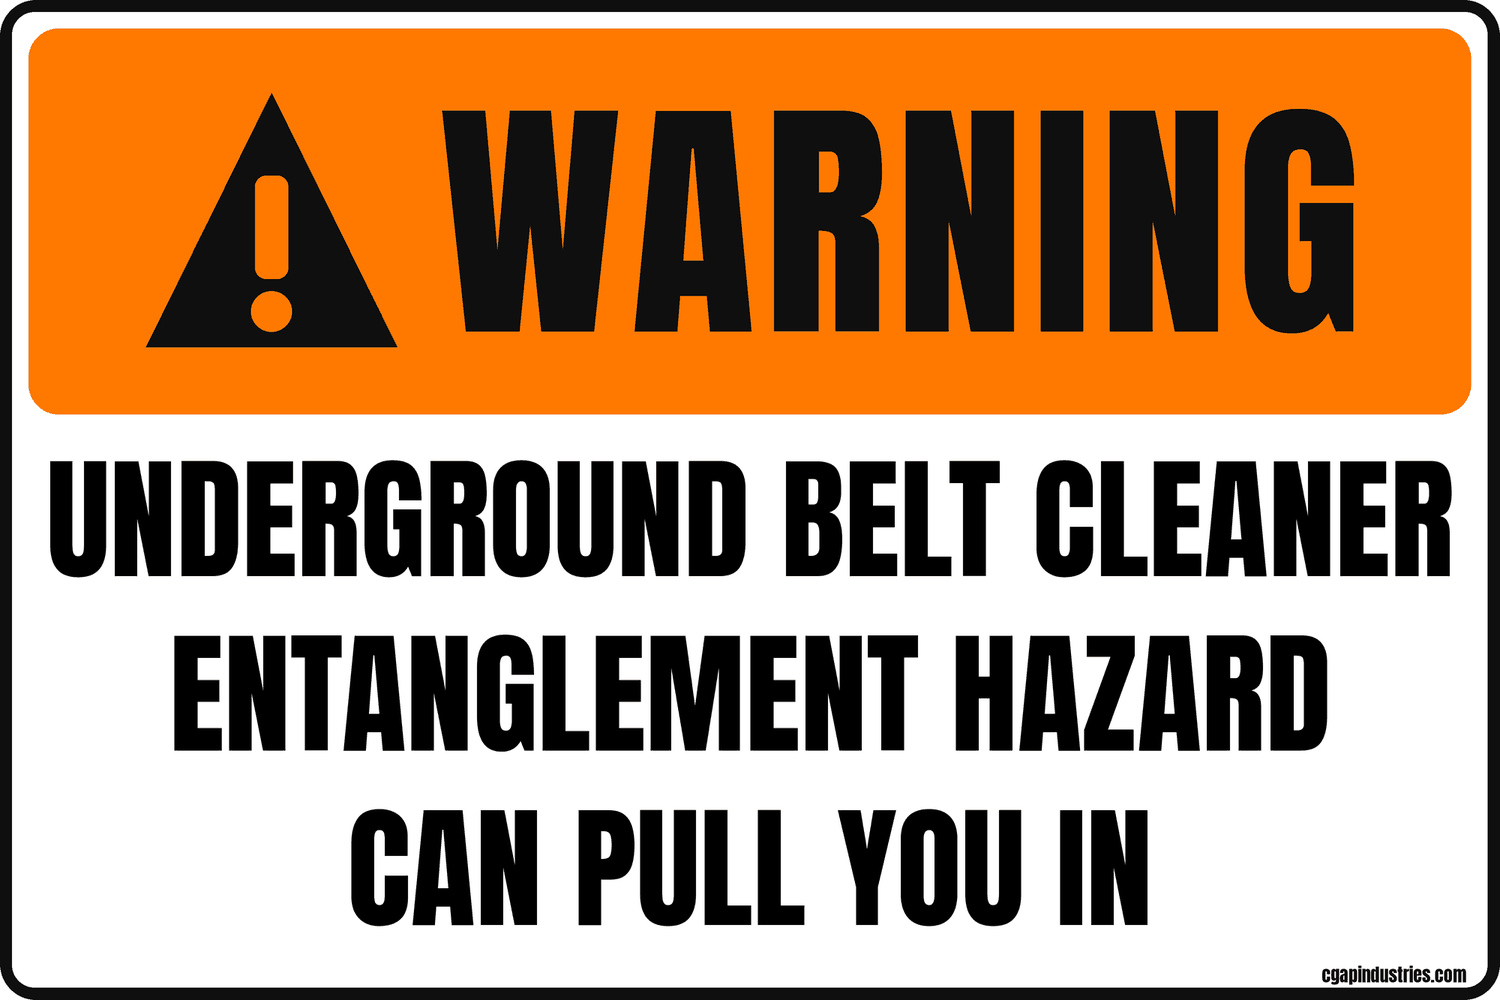 WARNING
UNDERGROUND BELT CLEANER
ENTANGLEMENT HAZARD
CAN PULL YOU IN
cgapindustries.com